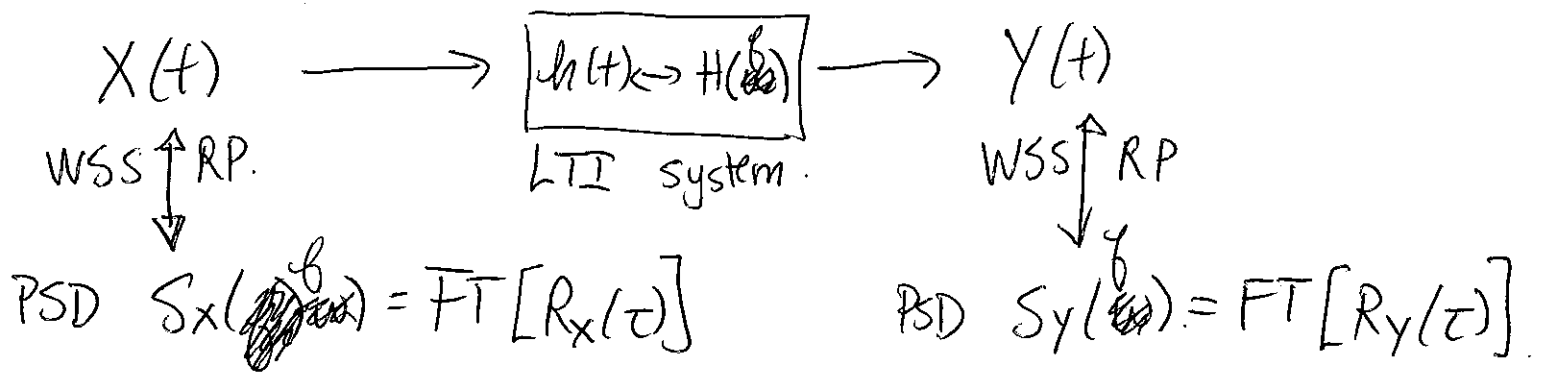 X(t) → h(t) ↔ H(f) → Y(t)
WSS ↕ RP. LTI system. WSS ↕ RP
PSD Sx(f) = FT[Rx(τ)] PSD Sy(f) = FT[Ry(τ)]